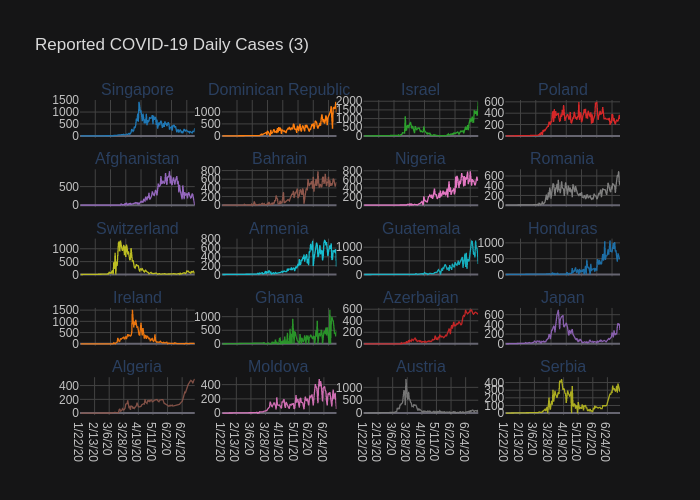 Reported COVID-19 Daily Cases (3)
Singapore Dominican Republic Israel Poland
1500 1000 500 0
1000 500 0
2000 1500 1000 500 0
600 400 200 0
Afghanistan Bahrain Nigeria Romania
500 0
800 600 400 200 0
800 600 400 200 0
600 400 200 0
Switzerland Armenia Guatemala Honduras
1000 500 0
800 600 400 200 0
1000 500 0
1000 500 0
Ireland Ghana Azerbaijan Japan
1500 1000 500 0
1000 500 0
600 400 200 0
600 400 200 0
Algeria Moldova Austria Serbia
400 200 0
400 200 0
1000 500 0
400 300 200 100 0
1/22/20 2/13/20 3/6/20 3/28/20 4/19/20 5/11/20 6/2/20 6/24/20
1/22/20 2/13/20 3/6/20 3/28/20 4/19/20 5/11/20 6/2/20 6/24/20
1/22/20 2/13/20 3/6/20 3/28/20 4/19/20 5/11/20 6/2/20 6/24/20
1/22/20 2/13/20 3/6/20 3/28/20 4/19/20 5/11/20 6/2/20 6/24/20